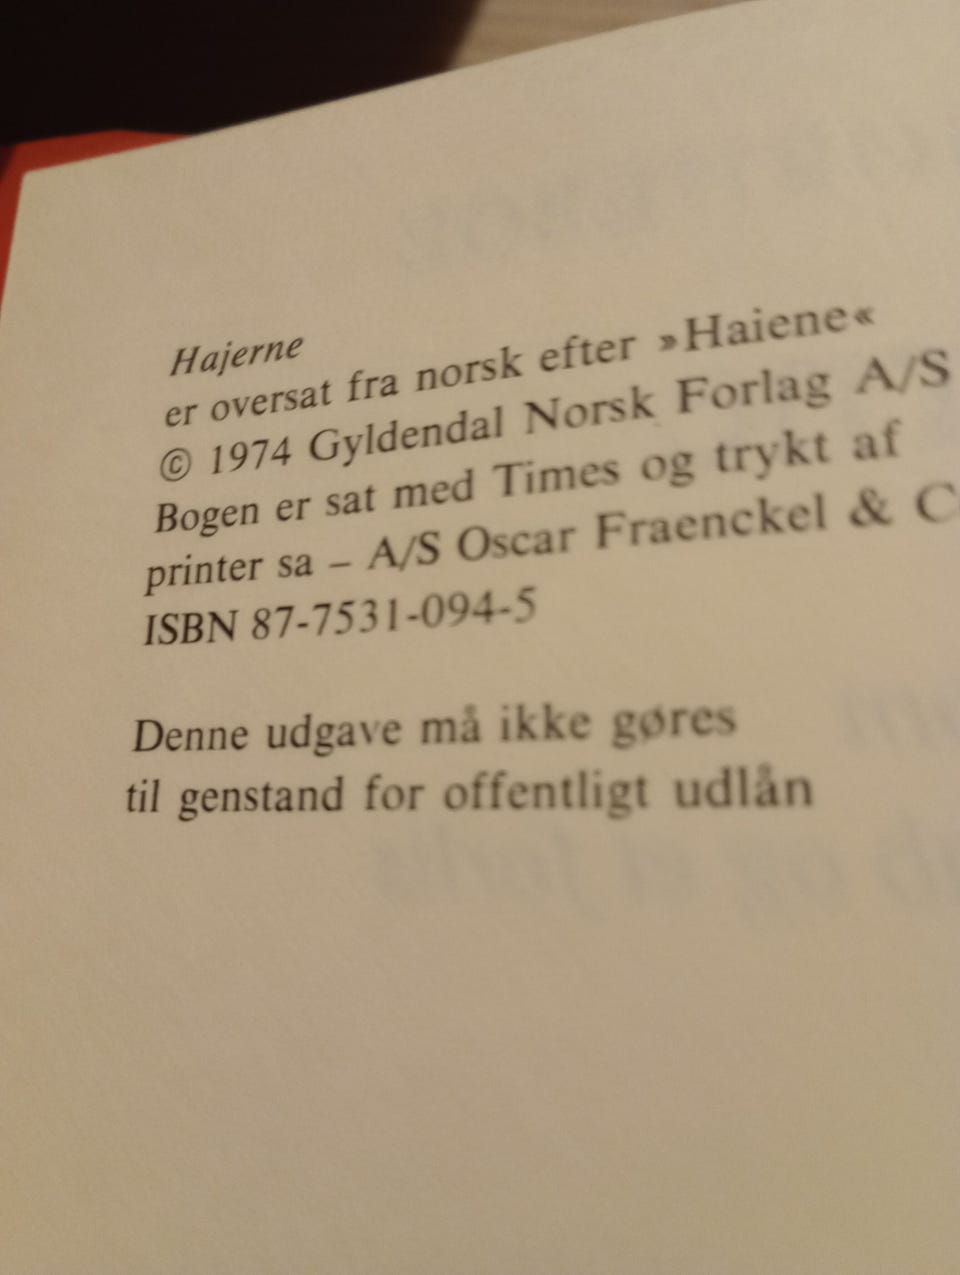 Hajerne
er oversat fra norsk efter »Haiene«
© 1974 Gyldendal Norsk Forlag A/S
Bogen er sat med Times og trykt af
printer sa – A/S Oscar Fraenckel &
ISBN 87-7531-094-5
Denne udgave må ikke gøres
til genstand for offentligt udlån